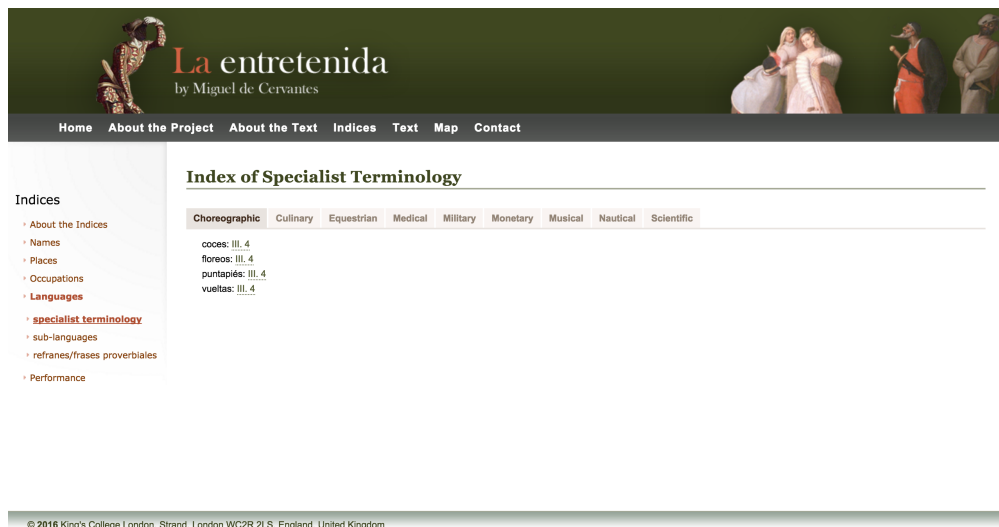 La entretenida
by Miguel de Cervantes
Home About the Project About the Text Indices Text Map Contact
Indices
About the Indices
Names
Places
Occupations
Languages
specialist terminology
sub-languages
refranes/frases proverbiales
Performance
Index of Specialist Terminology
Choreographic Culinary Equestrian Medical Military Monetary Musical Nautical Scientific
coces: III. 4
floreos: III. 4
puntapiés: III. 4
vueltas: III. 4
© 2016 King's College London, Strand, London WC2R 2LS, England, United Kingdom